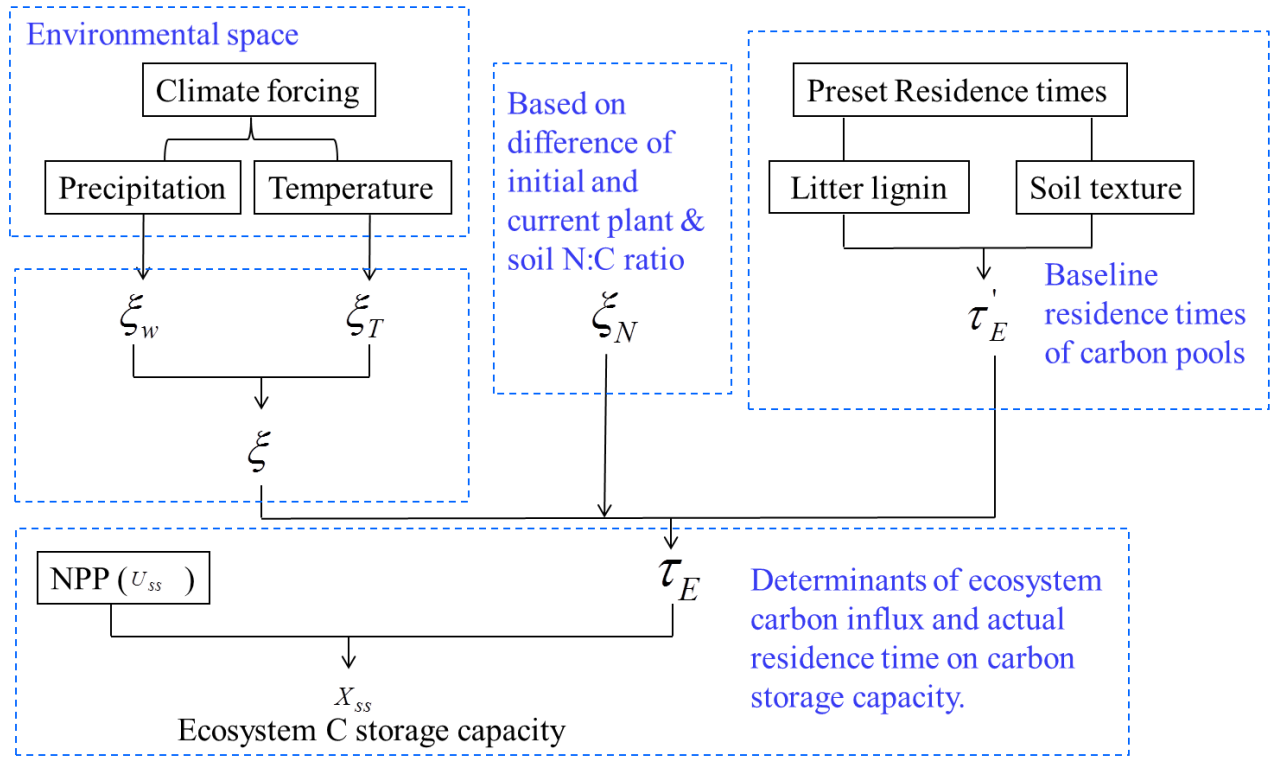 Environmental space
Climate forcing
Precipitation
Temperature
ξw
ξT
ξ
Based on
difference of
initial and
current plant &
soil N:C ratio
ξN
Preset Residence times
Litter lignin
Soil texture
τ'E
Baseline
residence times
of carbon pools
NPP (Uss )
τE
Xss
Ecosystem C storage capacity
Determinants of ecosystem
carbon influx and actual
residence time on carbon
storage capacity.